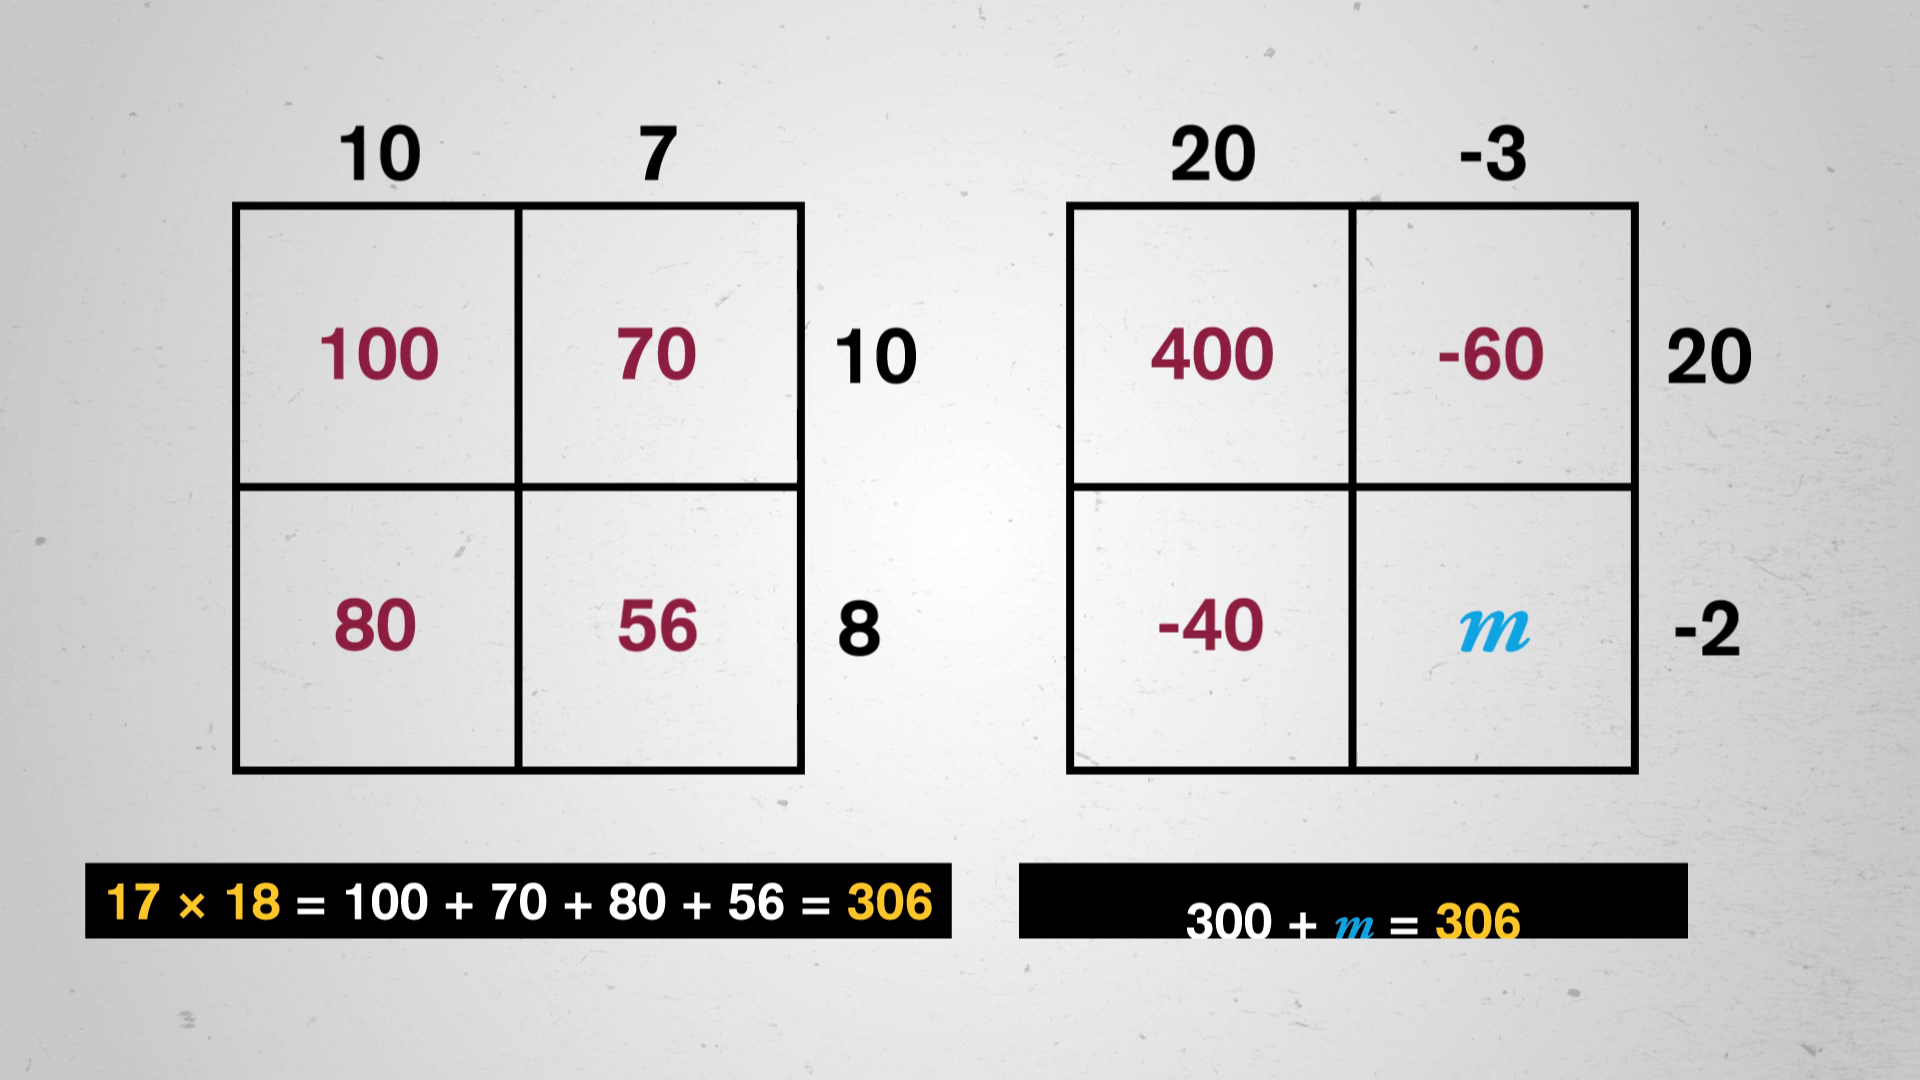 10 7
100 70 10
80 56 8
17 × 18 = 100 + 70 + 80 + 56 = 306
20 -3
400 -60 20
-40 m -2
300 + m = 306